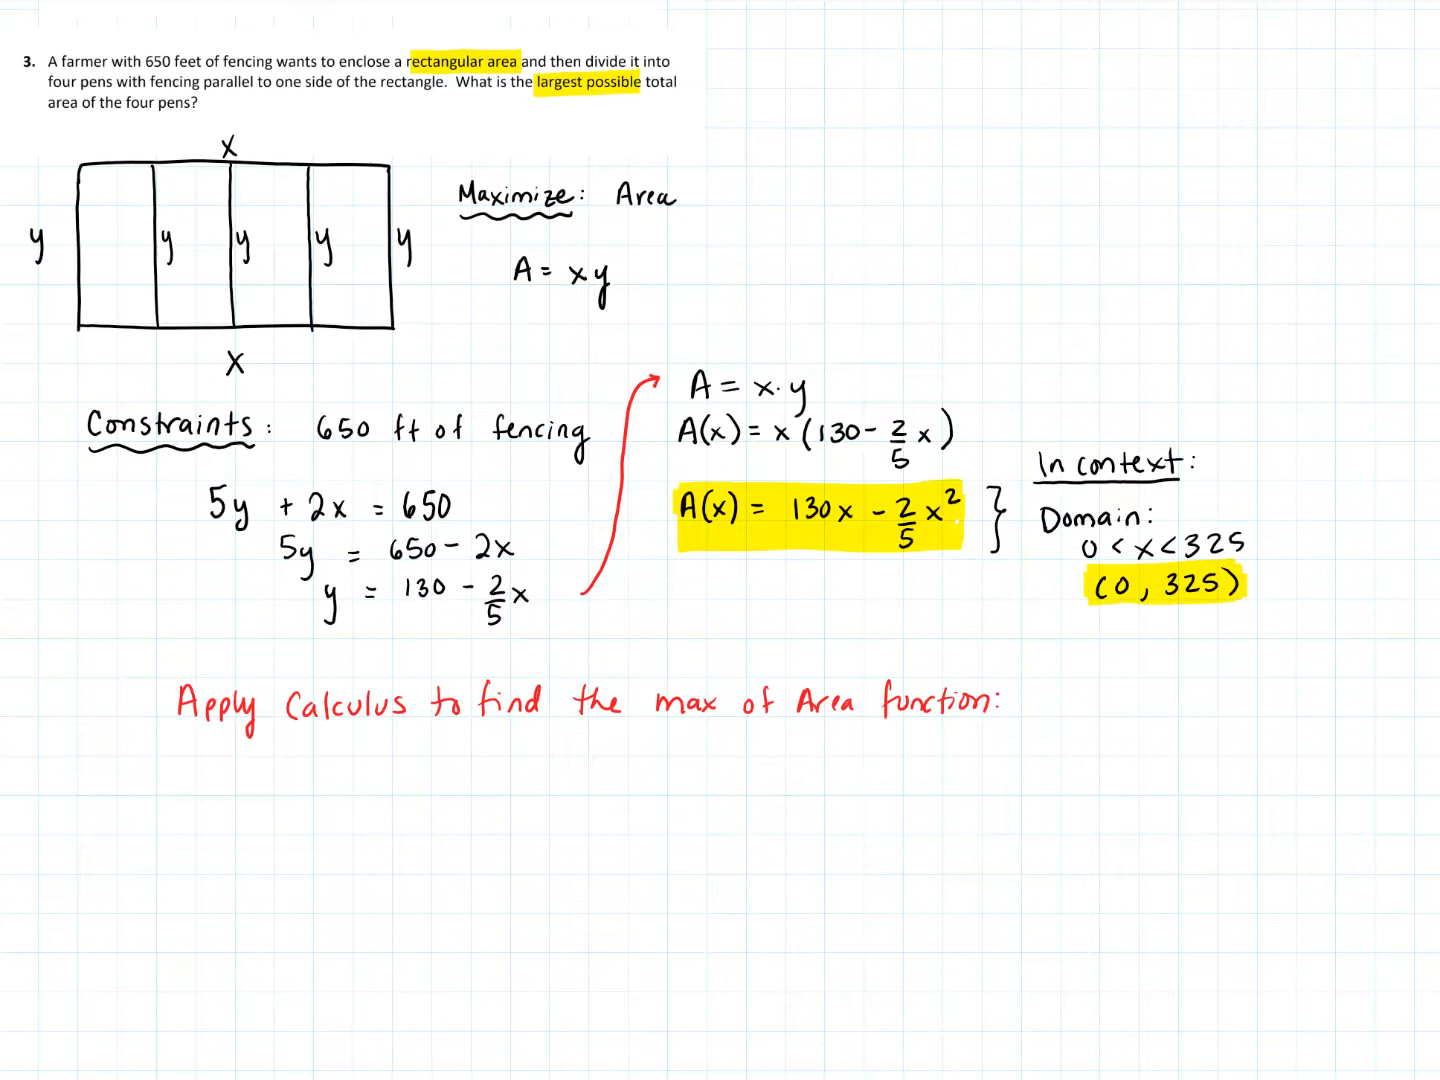 3. A farmer with 650 feet of fencing wants to enclose a rectangular area and then divide it into
four pens with fencing parallel to one side of the rectangle. What is the largest possible total
area of the four pens?
x
y y y y y
x
Maximize: Area
A = xy
Constraints: 650 ft of fencing
5y + 2x = 650
5y = 650 - 2x
y = 130 - 2/5 x
A = x · y
A(x) = x (130 - 2/5 x)
A(x) = 130x - 2/5 x²
In context:
Domain:
0 < x < 325
(0, 325)
Apply Calculus to find the max of Area function: